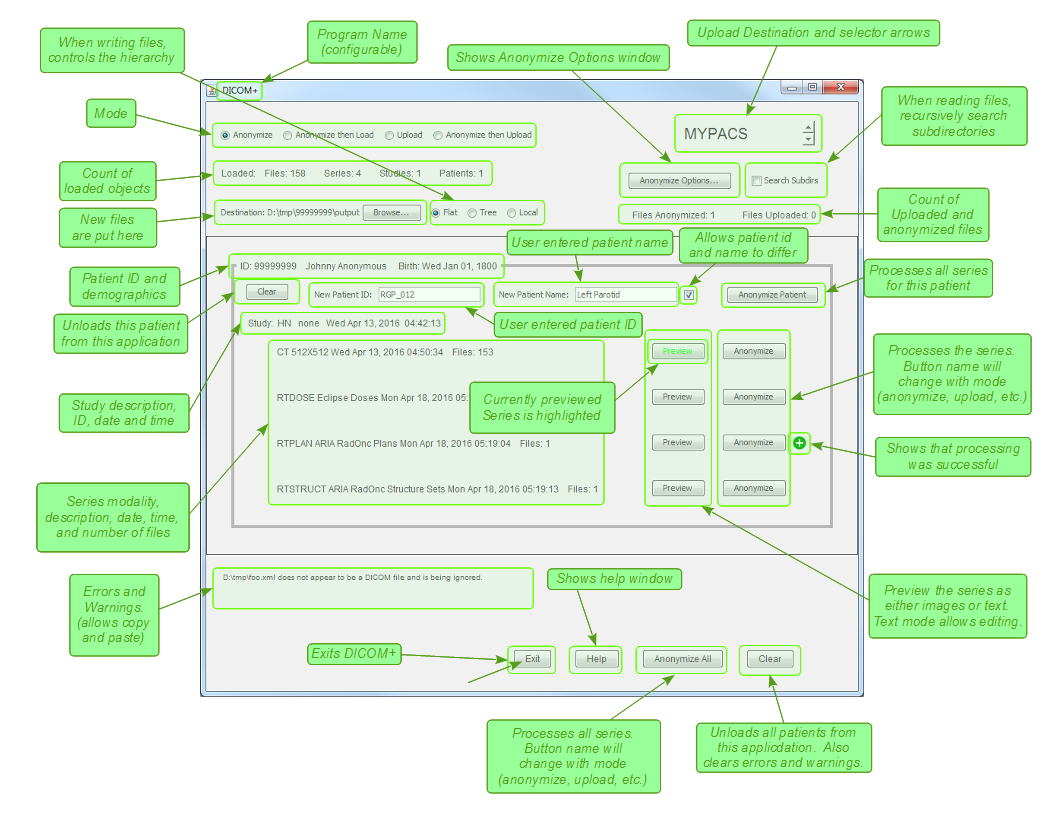 When writing files,
controls the hierarchy
Program Name
(configurable)
Upload Destination and selector arrows
Shows Anonymize Options window
When reading files,
recursively search
subdirectories
Mode
DICOM+
Anonymize Anonymize then Load Upload Anonymize then Upload
MYPACS
Count of
loaded objects
Loaded: Files: 158 Series: 4 Studies: 1 Patients: 1
Anonymize Options... Search Subdirs
New files
are put here
Destination: D:\tmp\99999999\output Browse... Flat Tree Local
Files Anonymized: 1 Files Uploaded: 0
Count of
Uploaded and
anonymized files
User entered patient name
Allows patient id
and name to differ
Patient ID and
demographics
ID: 99999999 Johnny Anonymous Birth: Wed Jan 01, 1800
Processes all series
for this patient
Clear New Patient ID: RGP_012 New Patient Name: Left Parotid Anonymize Patient
Unloads this patient
from this application
Study: HN none Wed Apr 13, 2016 04:42:13
User entered patient ID
CT 512X512 Wed Apr 13, 2016 04:50:34 Files: 153
Preview Anonymize
Processes the series.
Button name will
change with mode
(anonymize, upload, etc.)
Study description,
ID, date and time
RTDOSE Eclipse Doses Mon Apr 18, 2016 05:
Currently previewed
Series is highlighted
Preview Anonymize
RTPLAN ARIA RadOnc Plans Mon Apr 18, 2016 05:19:04 Files: 1
Preview Anonymize
Shows that processing
was successful
Series modality,
description, date, time,
and number of files
RTSTRUCT ARIA RadOnc Structure Sets Mon Apr 18, 2016 05:19:13 Files: 1
Preview Anonymize
Errors and
Warnings.
(allows copy
and paste)
D:\tmp\foo.xml does not appear to be a DICOM file and is being ignored.
Shows help window
Preview the series as
either images or text.
Text mode allows editing.
Exits DICOM+
Exit Help Anonymize All Clear
Processes all series.
Button name will
change with mode
(anonymize, upload, etc.)
Unloads all patients from
this applicdation. Also
clears errors and warnings.